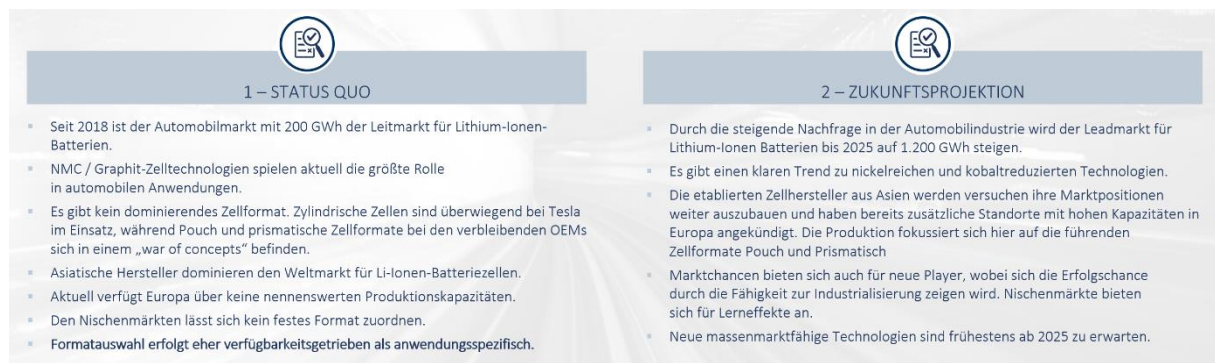 1 – STATUS QUO
Seit 2018 ist der Automobilmarkt mit 200 GWh der Leitmarkt für Lithium-Ionen-
Batterien.
NMC / Graphit-Zelltechnologien spielen aktuell die größte Rolle
in automobilen Anwendungen.
Es gibt kein dominierendes Zellformat. Zylindrische Zellen sind überwiegend bei Tesla
im Einsatz, während Pouch und prismatische Zellformate bei den verbleibenden OEMs
sich in einem „war of concepts“ befinden.
Asiatische Hersteller dominieren den Weltmarkt für Li-Ionen-Batteriezellen.
Aktuell verfügt Europa über keine nennenswerten Produktionskapazitäten.
Den Nischenmärkten lässt sich kein festes Format zuordnen.
Formatauswahl erfolgt eher verfügbarkeitsgetrieben als anwendungsspezifisch.
2 – ZUKUNFTSPROJEKTION
Durch die steigende Nachfrage in der Automobilindustrie wird der Leadmarkt für
Lithium-Ionen Batterien bis 2025 auf 1.200 GWh steigen.
Es gibt einen klaren Trend zu nickelreichen und kobaltreduzierten Technologien.
Die etablierten Zellhersteller aus Asien werden versuchen ihre Marktpositionen
weiter auszubauen und haben bereits zusätzliche Standorte mit hohen Kapazitäten in
Europa angekündigt. Die Produktion fokussiert sich hier auf die führenden
Zellformate Pouch und Prismatisch
Marktchancen bieten sich auch für neue Player, wobei sich die Erfolgschance
durch die Fähigkeit zur Industrialisierung zeigen wird. Nischenmärkte bieten
sich für Lerneffekte an.
Neue massenmarktfähige Technologien sind frühestens ab 2025 zu erwarten.